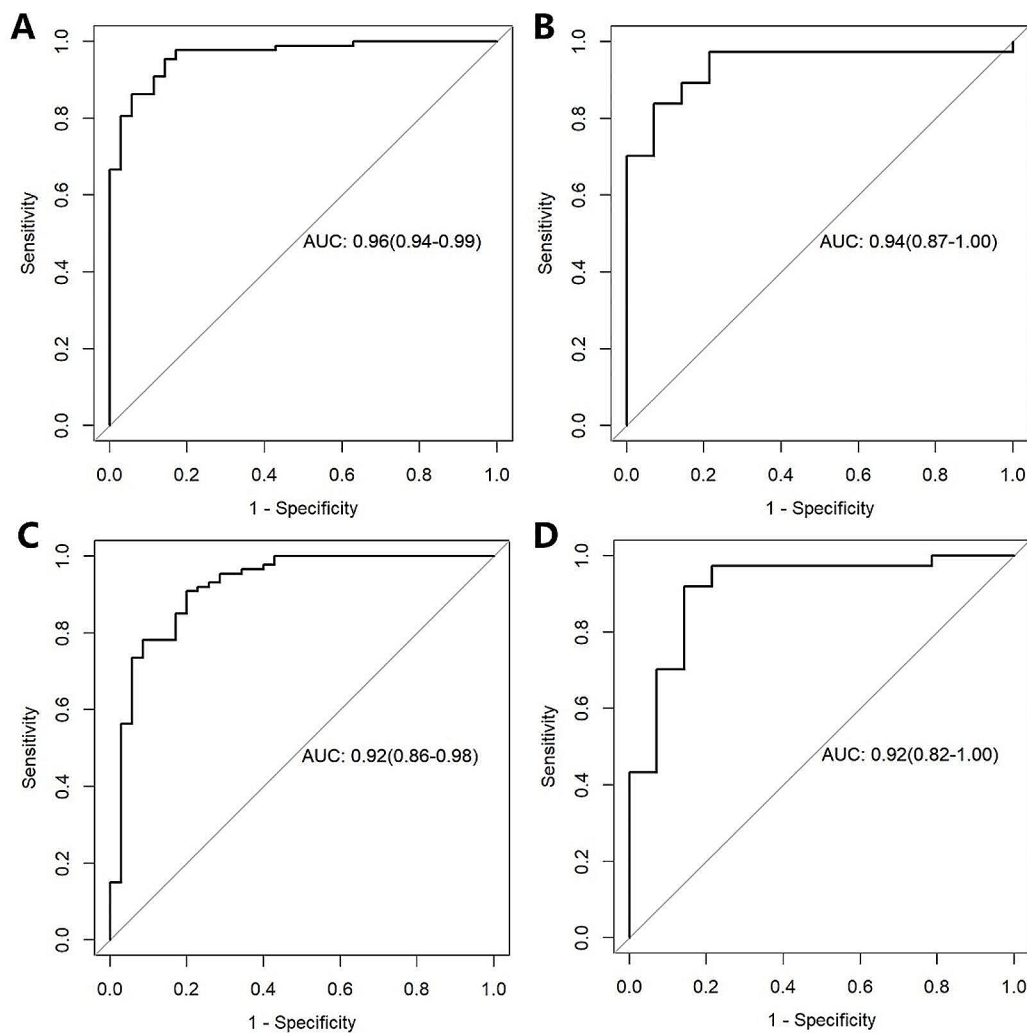 A
1.0
0.8
0.6
0.4
0.2
0.0
Sensitivity
AUC: 0.96(0.94-0.99)
0.0 0.2 0.4 0.6 0.8 1.0
1 - Specificity
B
1.0
0.8
0.6
0.4
0.2
0.0
Sensitivity
AUC: 0.94(0.87-1.00)
0.0 0.2 0.4 0.6 0.8 1.0
1 - Specificity
C
1.0
0.8
0.6
0.4
0.2
0.0
Sensitivity
AUC: 0.92(0.86-0.98)
0.0 0.2 0.4 0.6 0.8 1.0
1 - Specificity
D
1.0
0.8
0.6
0.4
0.2
0.0
Sensitivity
AUC: 0.92(0.82-1.00)
0.0 0.2 0.4 0.6 0.8 1.0
1 - Specificity